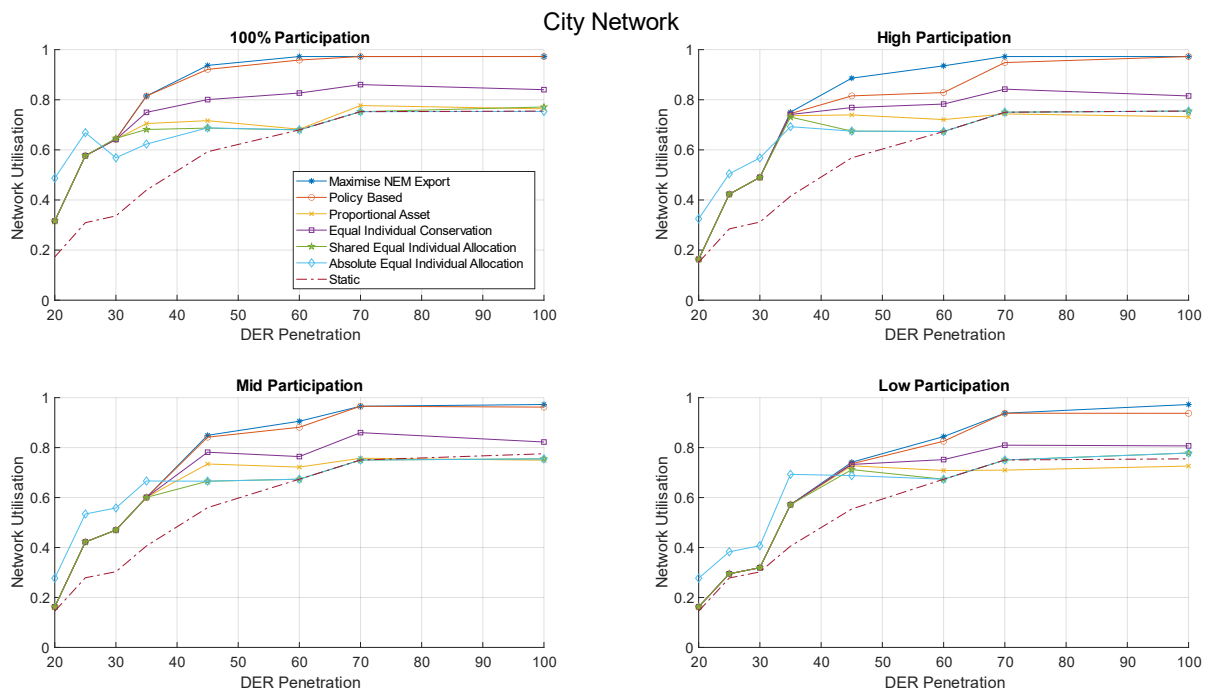 City Network
100% Participation
Network Utilisation
1
0.8
0.6
0.4
0.2
0
Maximise NEM Export
Policy Based
Proportional Asset
Equal Individual Conservation
Shared Equal Individual Allocation
Absolute Equal Individual Allocation
Static
20 30 40 50 60 70 80 90 100
DER Penetration
High Participation
Network Utilisation
1
0.8
0.6
0.4
0.2
0
20 30 40 50 60 70 80 90 100
DER Penetration
Mid Participation
Network Utilisation
1
0.8
0.6
0.4
0.2
0
20 30 40 50 60 70 80 90 100
DER Penetration
Low Participation
Network Utilisation
1
0.8
0.6
0.4
0.2
0
20 30 40 50 60 70 80 90 100
DER Penetration